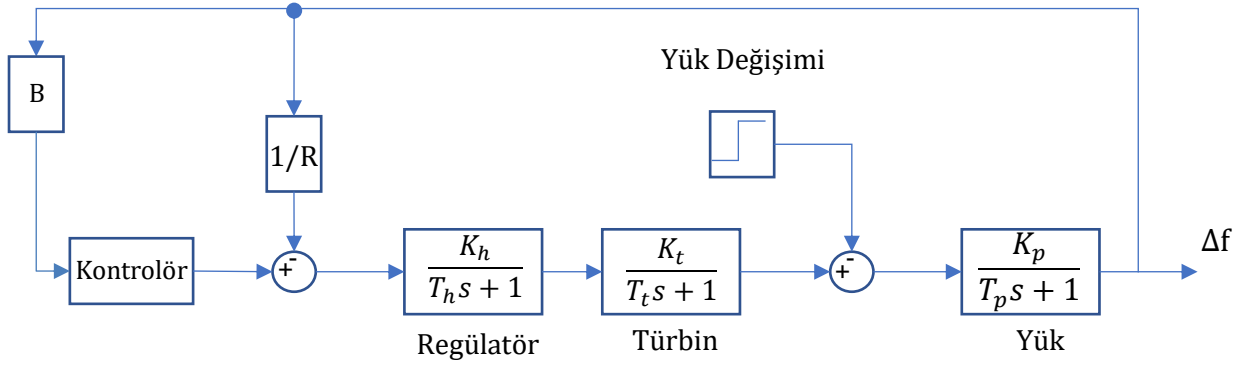 Yük Değişimi
B
1/R
Kontrolör
+ -
K_h
T_h s + 1
K_t
T_t s + 1
+ -
K_p
T_p s + 1
Δf
Regülatör
Türbin
Yük